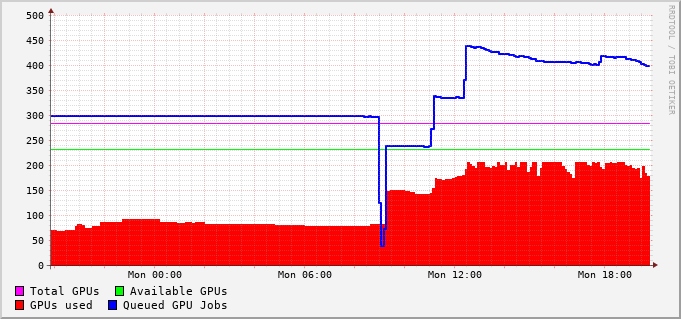 500
450
400
350
300
250
200
150
100
50
0
Mon 00:00 Mon 06:00 Mon 12:00 Mon 18:00
Total GPUs Available GPUs
GPUs used Queued GPU Jobs
RRDTOOL / TOBI OETIKER